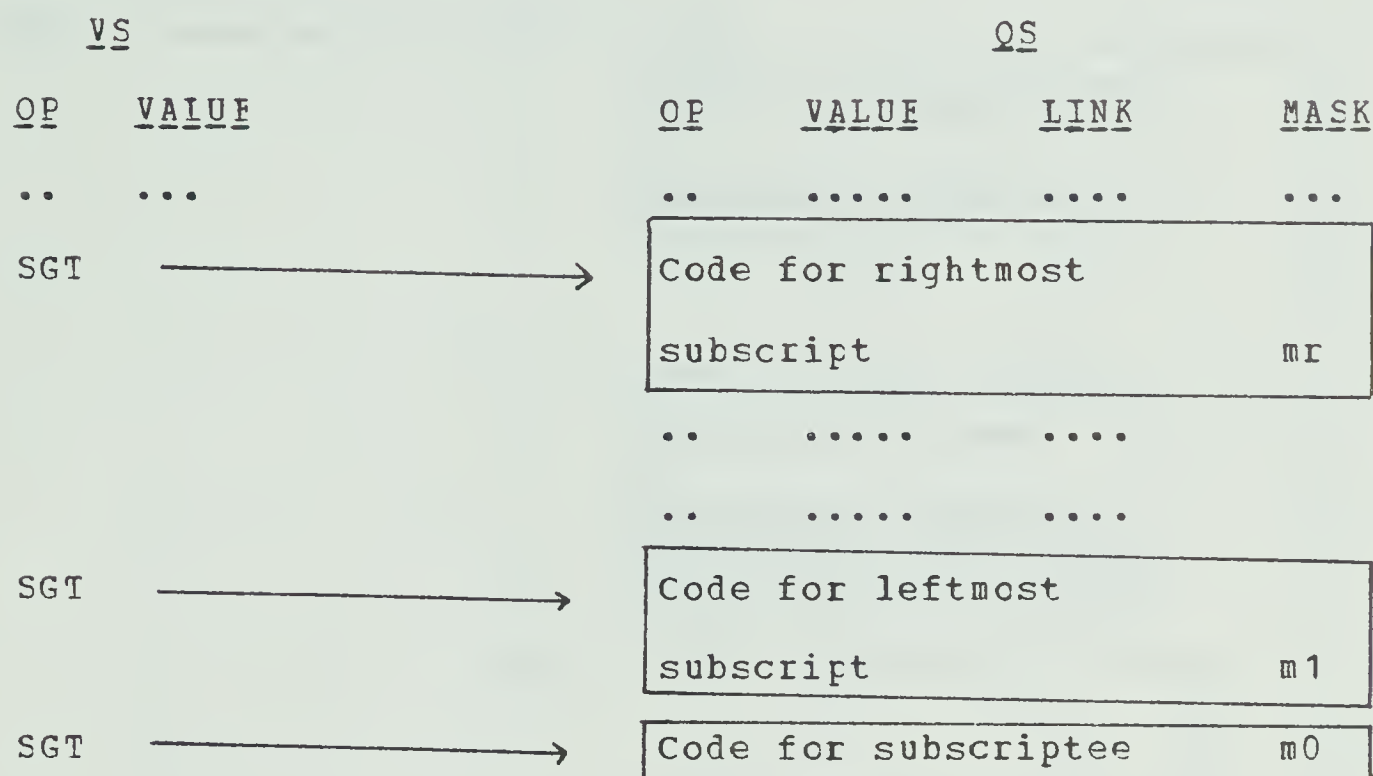 VS QS
OP VALUE OP VALUE LINK MASK
.. ... .. ..... .... ...
SGT Code for rightmost
subscript mr
.. ..... ....
.. ..... ....
SGT Code for leftmost
subscript m1
SGT Code for subscriptee m0